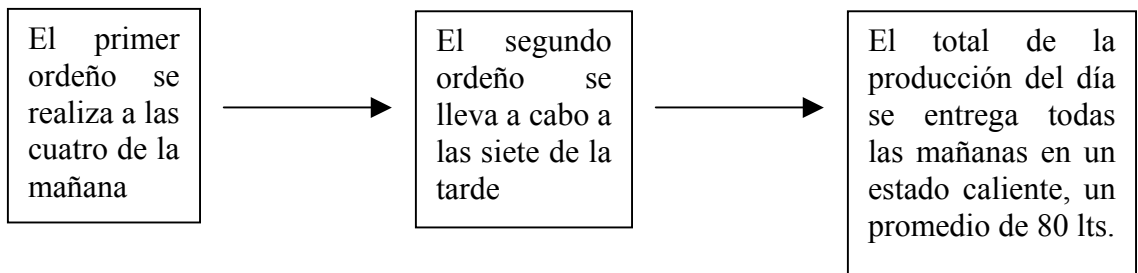 El primer
ordeño se
realiza a las
cuatro de la
mañana
El segundo
ordeño se
lleva a cabo a
las siete de la
tarde
El total de la
producción del día
se entrega todas
las mañanas en un
estado caliente, un
promedio de 80 lts.